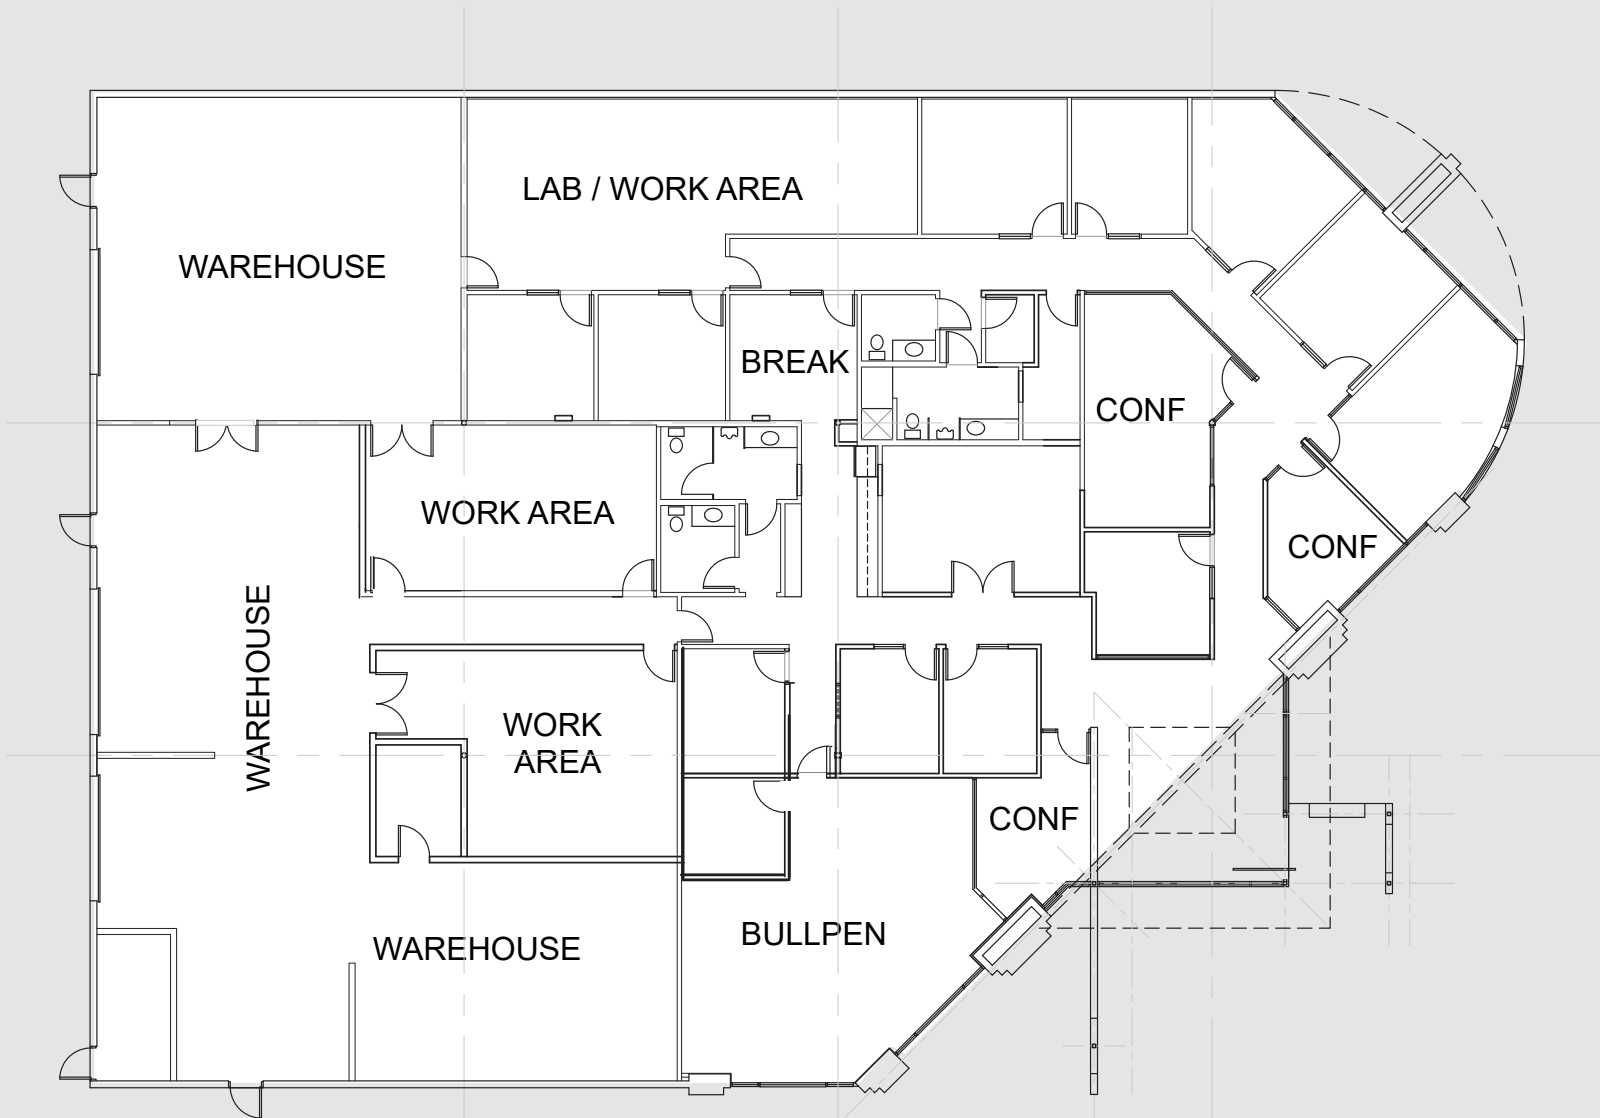 LAB / WORK AREA
WAREHOUSE
BREAK
CONF
WORK AREA
CONF
WAREHOUSE
WORK
AREA
CONF
WAREHOUSE
BULLPEN